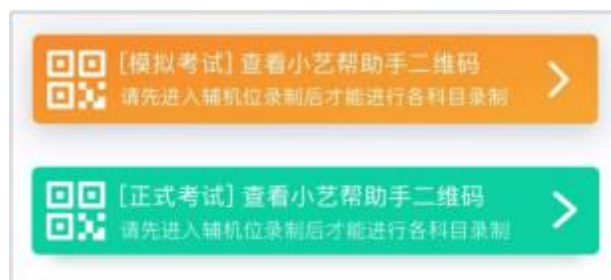 [模拟考试] 查看小艺帮助手二维码
请先进入辅机位录制后才能进行各科目录制
[正式考试] 查看小艺帮助手二维码
请先进入辅机位录制后才能进行各科目录制